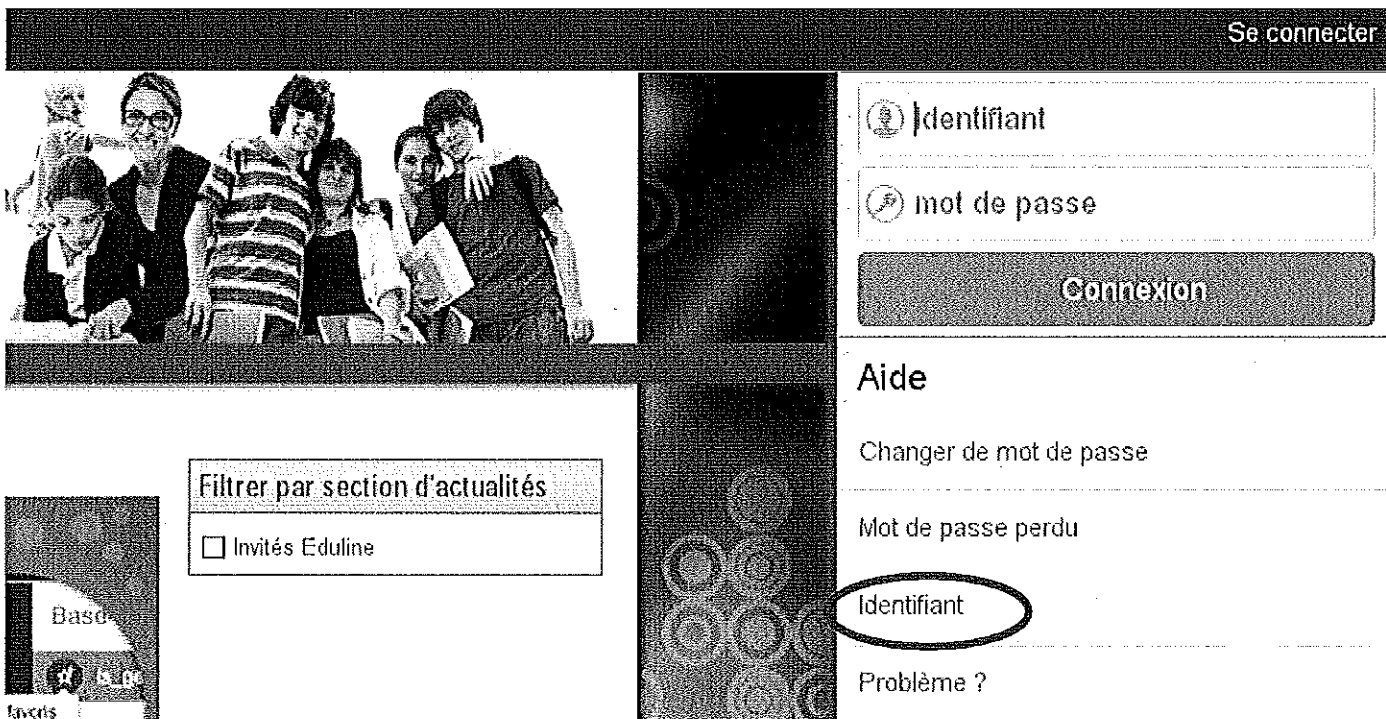 Se connecter
Identifiant
mot de passe
Connexion
Aide
Changer de mot de passe
Mot de passe perdu
Identifiant
Problème ?
Filtrer par section d'actualités
Invités Eduline
favoris